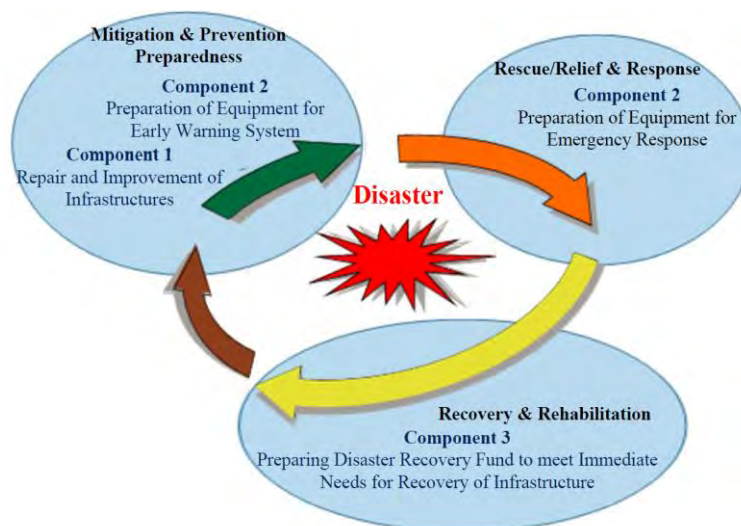 Mitigation & Prevention
Preparedness
Component 2
Preparation of Equipment for
Early Warning System
Component 1
Repair and Improvement of
Infrastructures
Rescue/Relief & Response
Component 2
Preparation of Equipment for
Emergency Response
Disaster
Recovery & Rehabilitation
Component 3
Preparing Disaster Recovery Fund to meet Immediate
Needs for Recovery of Infrastructure